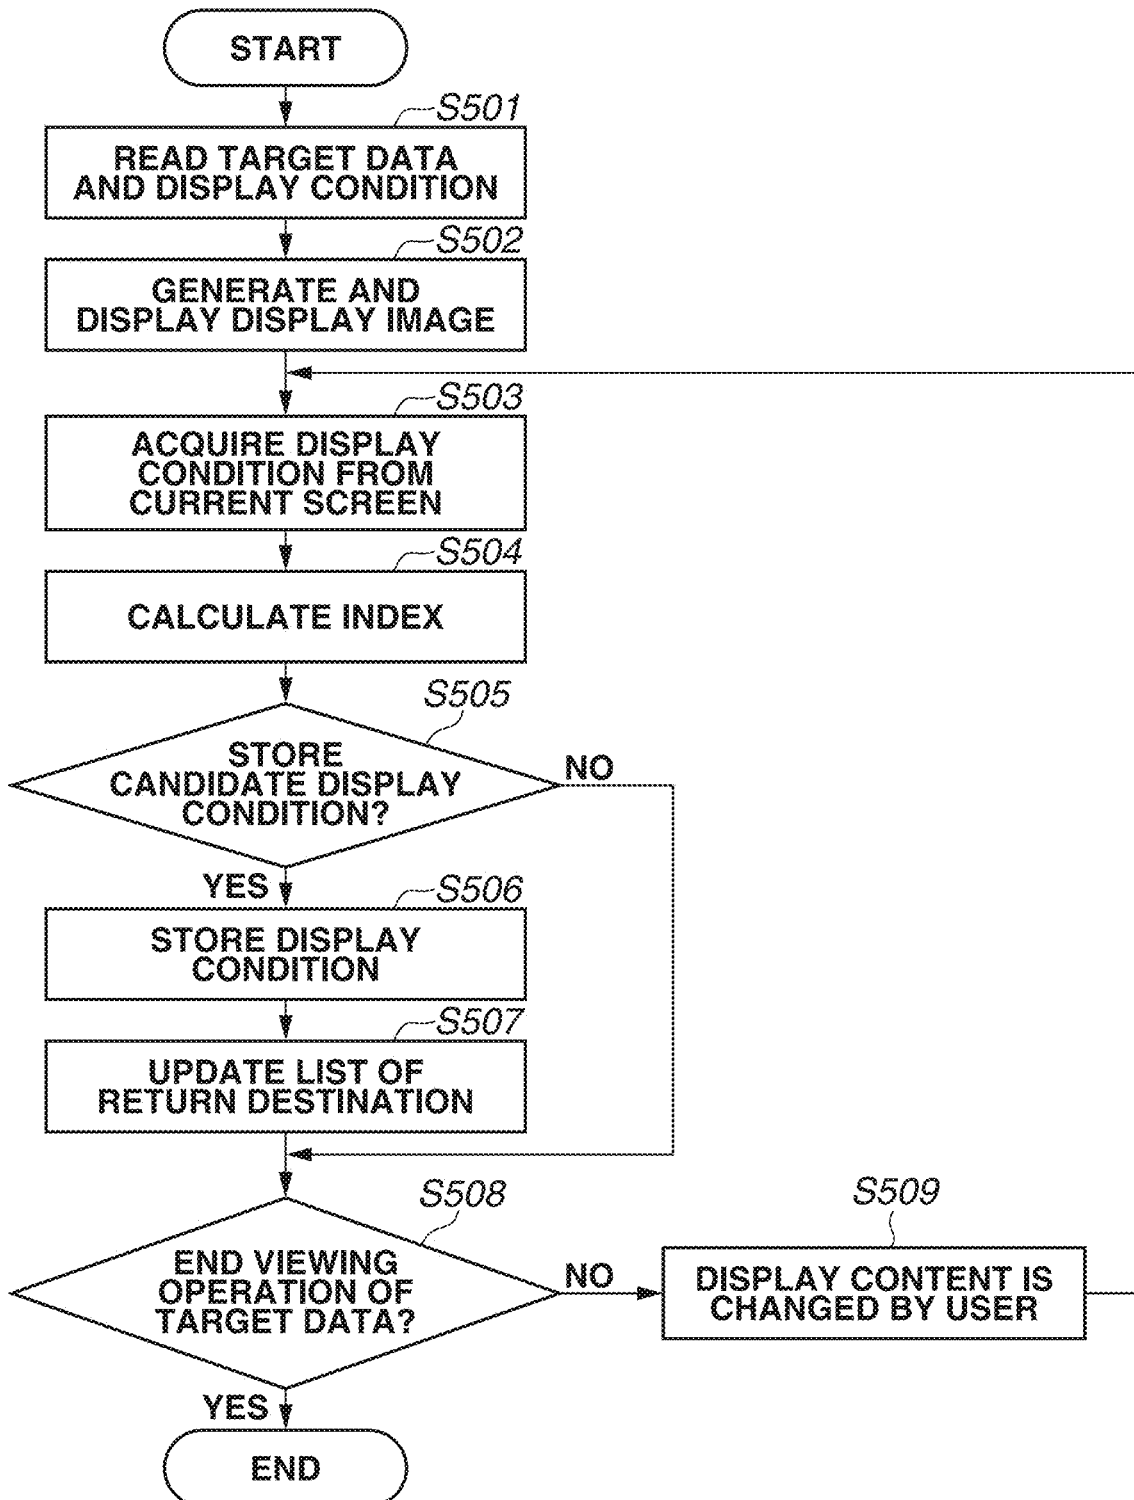 START
S501
READ TARGET DATA
AND DISPLAY CONDITION
S502
GENERATE AND
DISPLAY DISPLAY IMAGE
S503
ACQUIRE DISPLAY
CONDITION FROM
CURRENT SCREEN
S504
CALCULATE INDEX
S505
STORE
CANDIDATE DISPLAY
CONDITION?
NO
YES
S506
STORE DISPLAY
CONDITION
S507
UPDATE LIST OF
RETURN DESTINATION
S508
END VIEWING
OPERATION OF
TARGET DATA?
NO
S509
DISPLAY CONTENT IS
CHANGED BY USER
YES
END